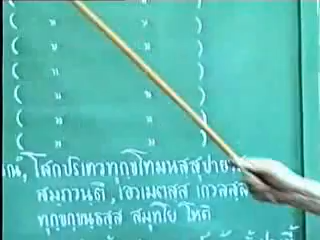 ( " " )
( " " )
( " " )
( " " )
( " " )
ณํ, โสกปริเทวทุกฺขโทมนสฺสุปายา
สมฺภวนฺติ, เอวเมตสฺส เกวลสฺส
ทุกฺขกฺขนฺธสฺส สมุทโย โหติ